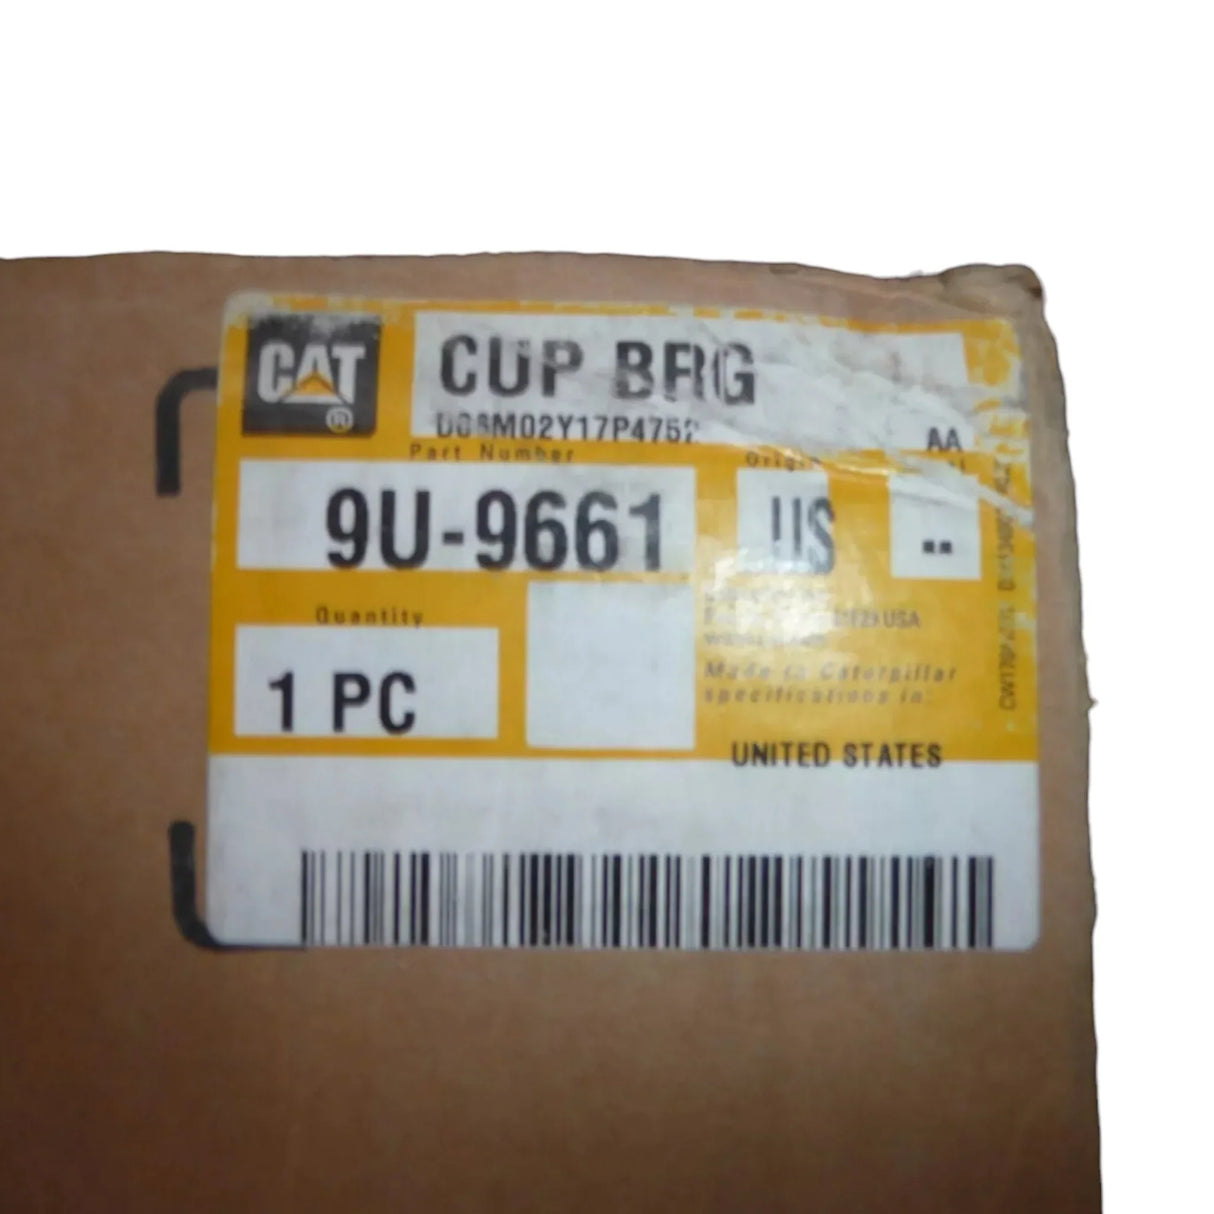 CAT
®
CUP BRG
D08M02Y17P4752
AA
Part Number
9U-9661
US
--
Quantity
1 PC
USA
Made to Caterpillar
specifications in:
UNITED STATES